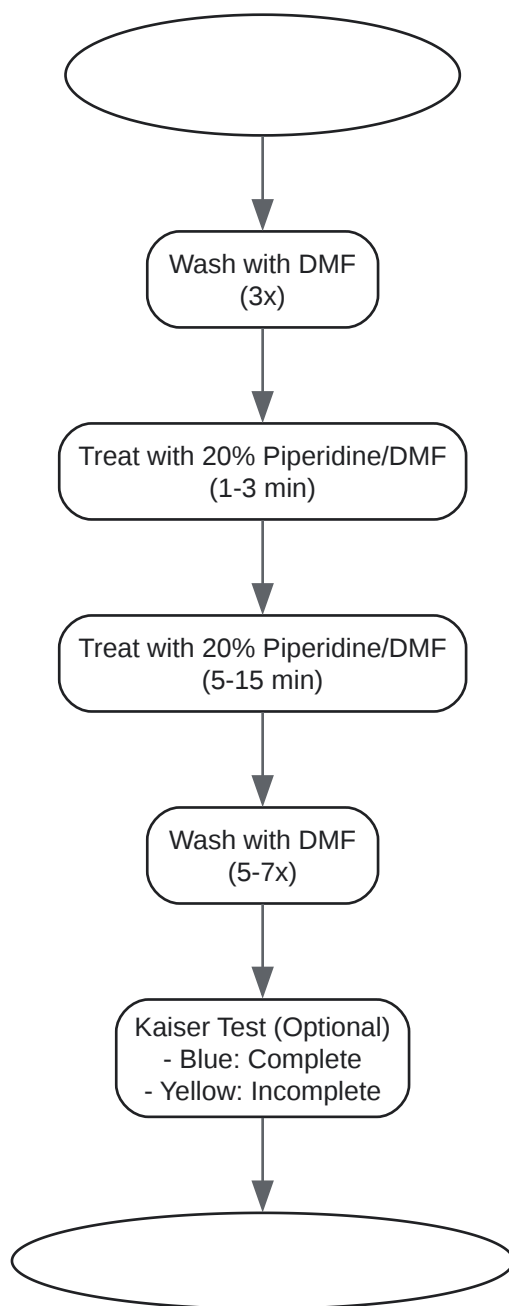 Wash with DMF
(3x)
Treat with 20% Piperidine/DMF
(1-3 min)
Treat with 20% Piperidine/DMF
(5-15 min)
Wash with DMF
(5-7x)
Kaiser Test (Optional)
- Blue: Complete
- Yellow: Incomplete